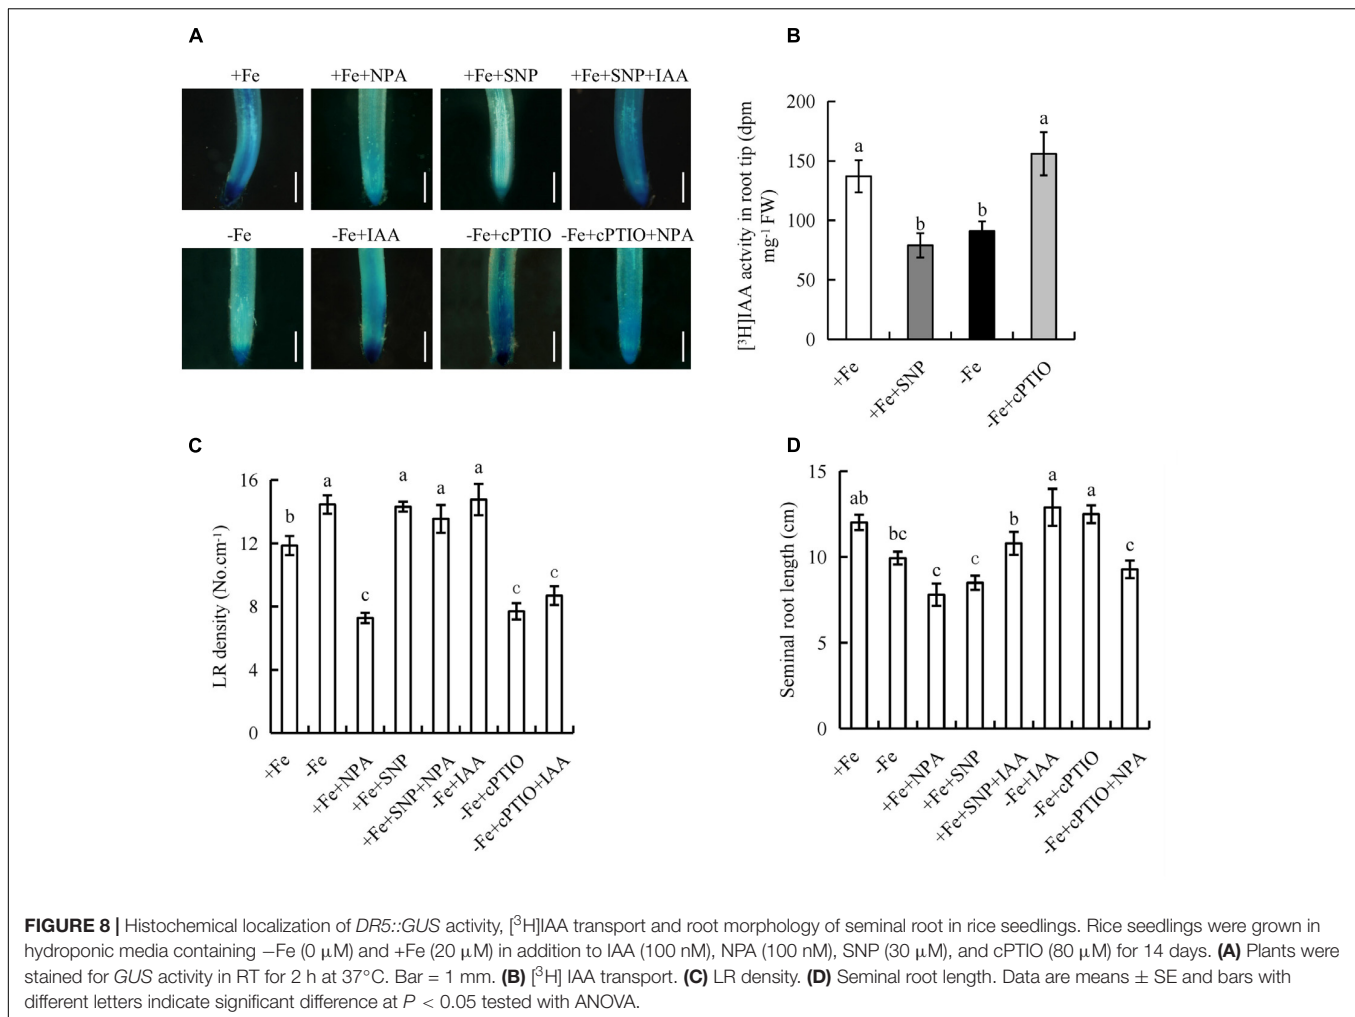 A
+Fe
+Fe+NPA
+Fe+SNP
+Fe+SNP+IAA
-Fe
-Fe+IAA
-Fe+cPTIO
-Fe+cPTIO+NPA
B
[³H]IAA actvity in root tip (dpm
mg⁻¹ FW)
200
150
100
50
0
a
b
b
a
+Fe
+Fe+SNP
-Fe
-Fe+cPTIO
C
LR density (No.cm⁻¹)
16
12
8
4
0
b
a
c
a
a
a
c
c
+Fe
-Fe
+Fe+NPA
+Fe+SNP
+Fe+SNP+NPA
-Fe+IAA
-Fe+cPTIO
-Fe+cPTIO+IAA
D
Seminal root length (cm)
15
10
5
0
ab
bc
c
c
b
a
a
c
+Fe
-Fe
+Fe+NPA
+Fe+SNP
+Fe+SNP+IAA
-Fe+IAA
-Fe+cPTIO
-Fe+cPTIO+NPA
FIGURE 8 | Histochemical localization of DR5::GUS activity, [³H]IAA transport and root morphology of seminal root in rice seedlings. Rice seedlings were grown in
hydroponic media containing −Fe (0 μM) and +Fe (20 μM) in addition to IAA (100 nM), NPA (100 nM), SNP (30 μM), and cPTIO (80 μM) for 14 days. (A) Plants were
stained for GUS activity in RT for 2 h at 37°C. Bar = 1 mm. (B) [³H] IAA transport. (C) LR density. (D) Seminal root length. Data are means ± SE and bars with
different letters indicate significant difference at P < 0.05 tested with ANOVA.